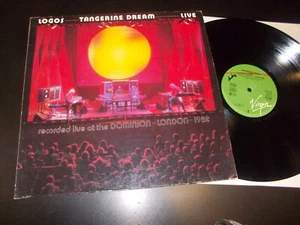 LOGOS TANGERINE DREAM LIVE
recorded live at the DOMINION - LONDON - 1982
Virgin